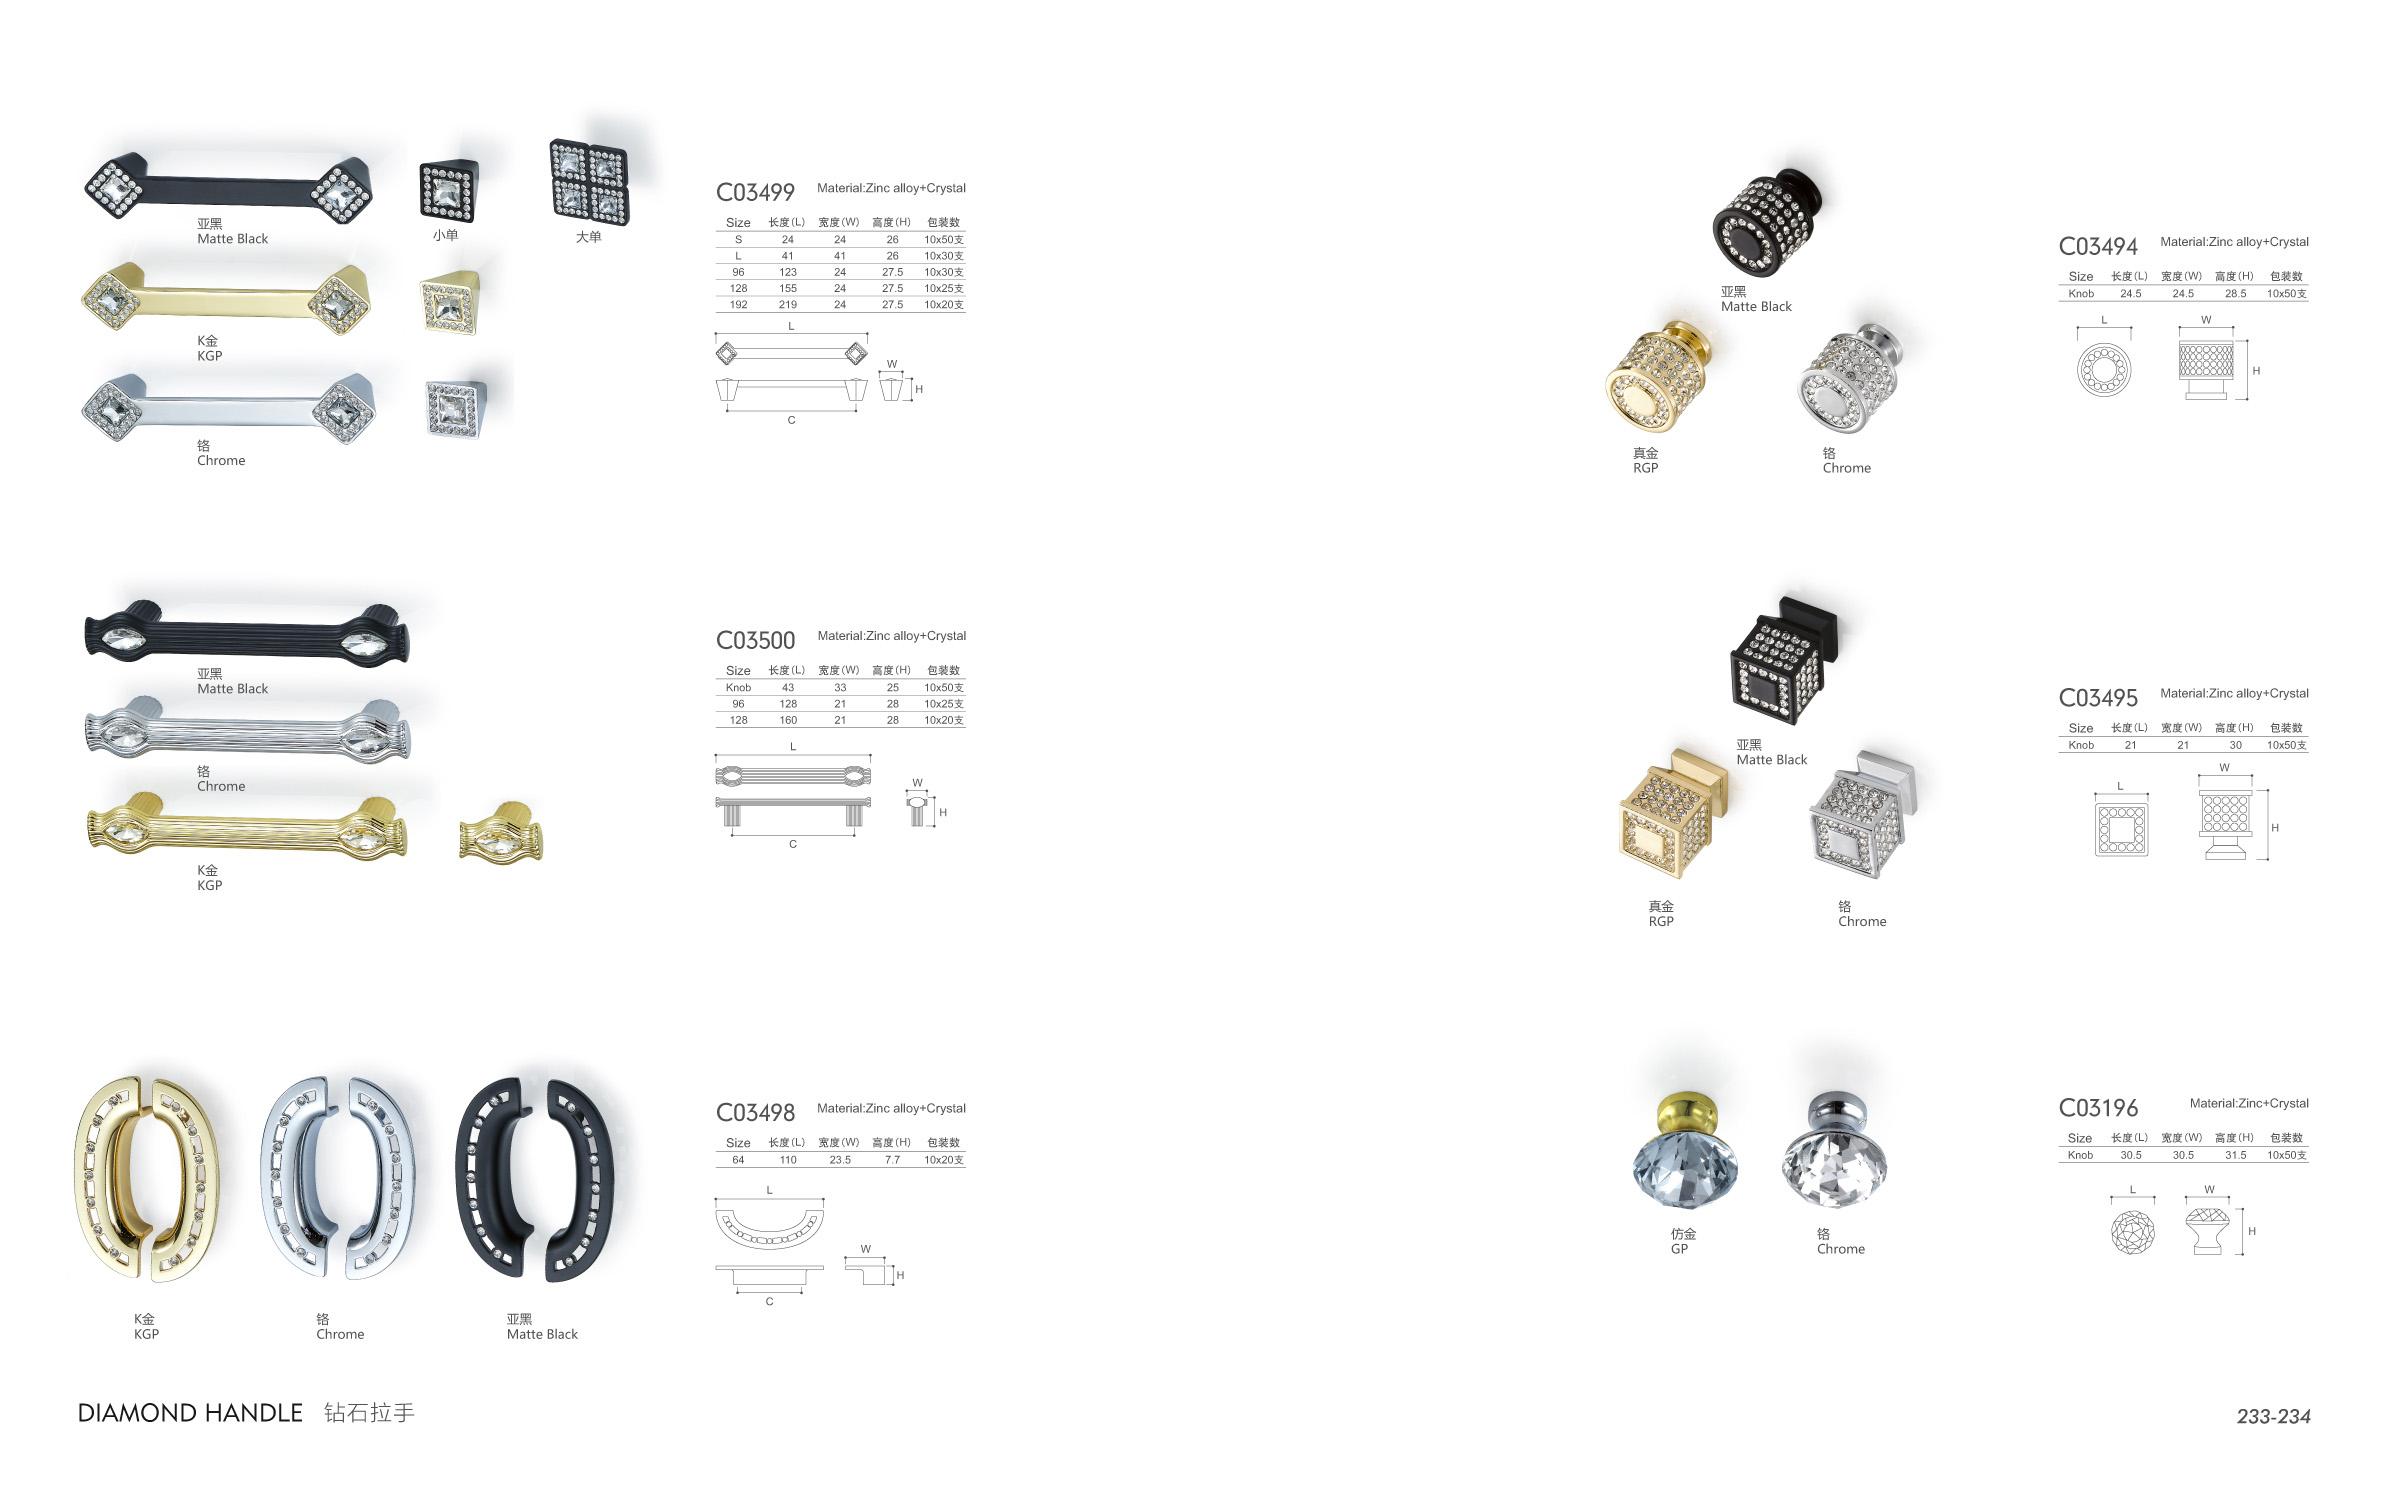 亚黑
Matte Black
小单
大单
K金
KGP
铬
Chrome
C03499 Material:Zinc alloy+Crystal
Size 长度(L) 宽度(W) 高度(H) 包装数
S 24 24 26 10x50支
L 41 41 26 10x30支
96 123 24 27.5 10x30支
128 155 24 27.5 10x25支
192 219 24 27.5 10x20支
L
W
H
C
亚黑
Matte Black
铬
Chrome
K金
KGP
C03500 Material:Zinc alloy+Crystal
Size 长度(L) 宽度(W) 高度(H) 包装数
Knob 43 33 25 10x50支
96 128 21 28 10x25支
128 160 21 28 10x20支
L
W
H
C
K金
KGP
铬
Chrome
亚黑
Matte Black
C03498 Material:Zinc alloy+Crystal
Size 长度(L) 宽度(W) 高度(H) 包装数
64 110 23.5 7.7 10x20支
L
W
H
C
亚黑
Matte Black
真金
RGP
铬
Chrome
C03494 Material:Zinc alloy+Crystal
Size 长度(L) 宽度(W) 高度(H) 包装数
Knob 24.5 24.5 28.5 10x50支
L W
H
亚黑
Matte Black
真金
RGP
铬
Chrome
C03495 Material:Zinc alloy+Crystal
Size 长度(L) 宽度(W) 高度(H) 包装数
Knob 21 21 30 10x50支
W
L
H
仿金
GP
铬
Chrome
C03196 Material:Zinc+Crystal
Size 长度(L) 宽度(W) 高度(H) 包装数
Knob 30.5 30.5 31.5 10x50支
L W
H
DIAMOND HANDLE 钻石拉手
233-234